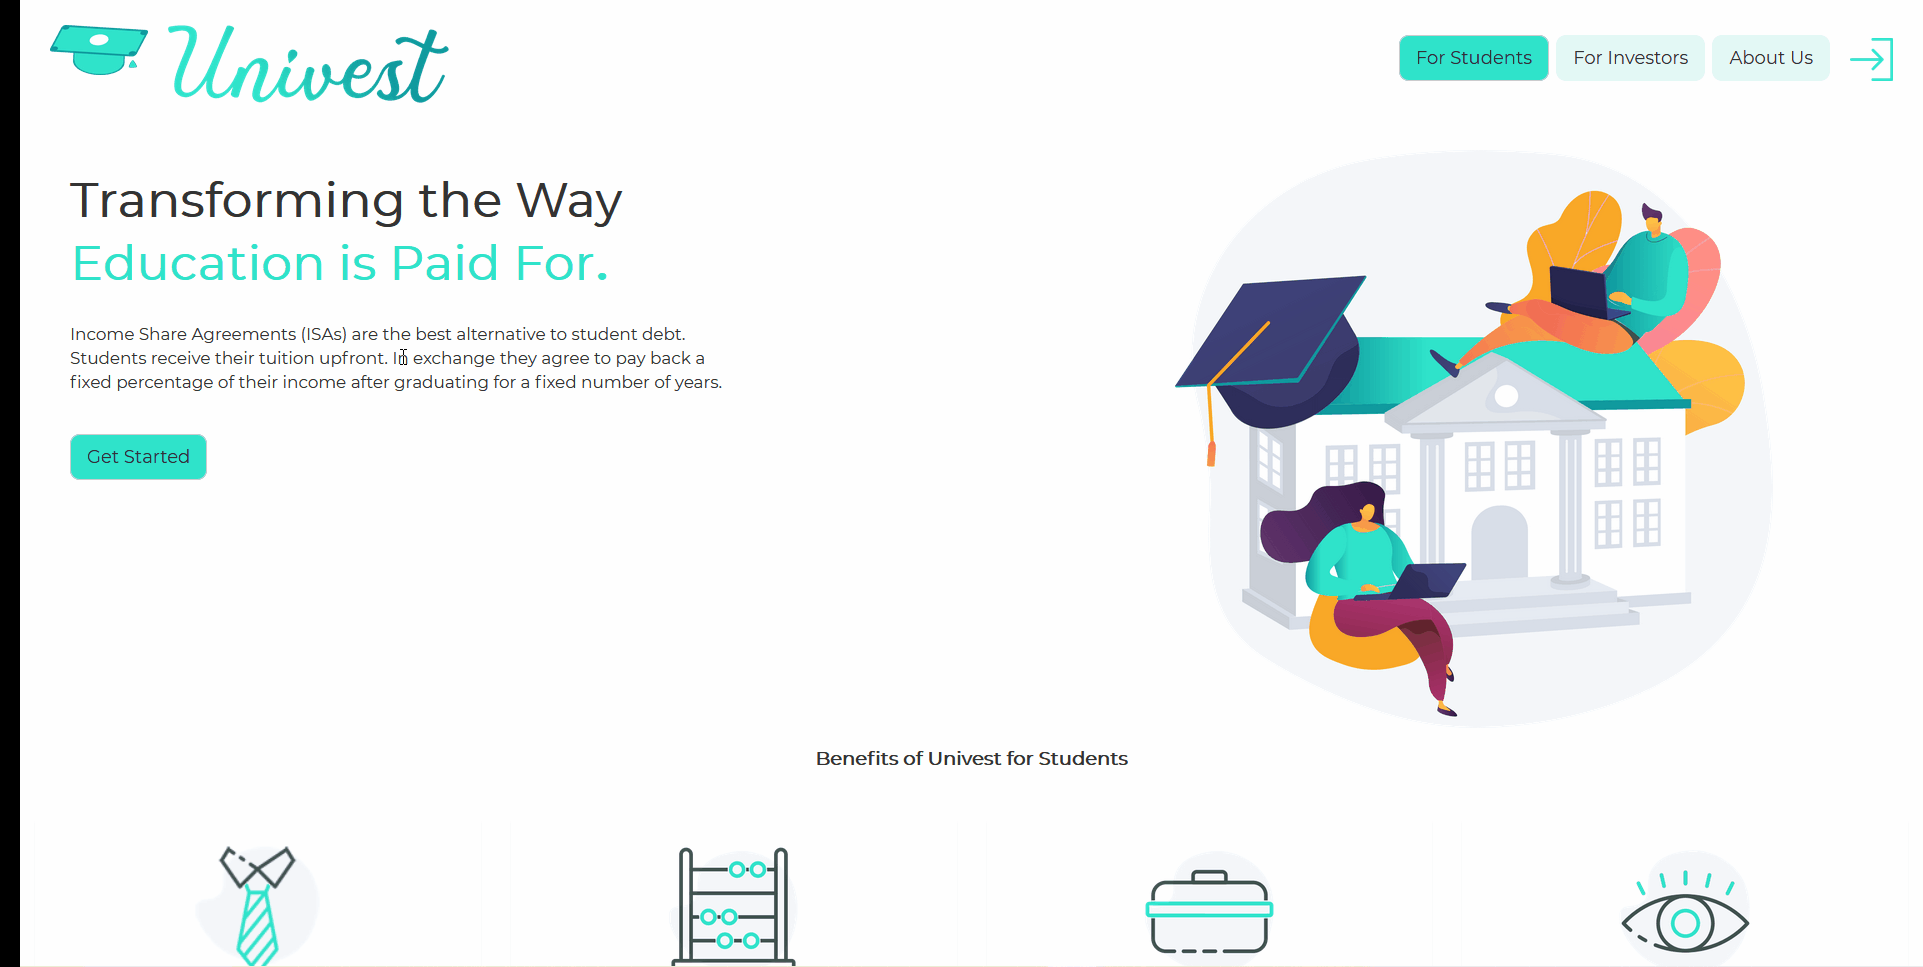 Univest
For Students
For Investors
About Us
Transforming the Way
Education is Paid For.
Income Share Agreements (ISAs) are the best alternative to student debt.
Students receive their tuition upfront. In exchange they agree to pay back a
fixed percentage of their income after graduating for a fixed number of years.
Get Started
Benefits of Univest for Students